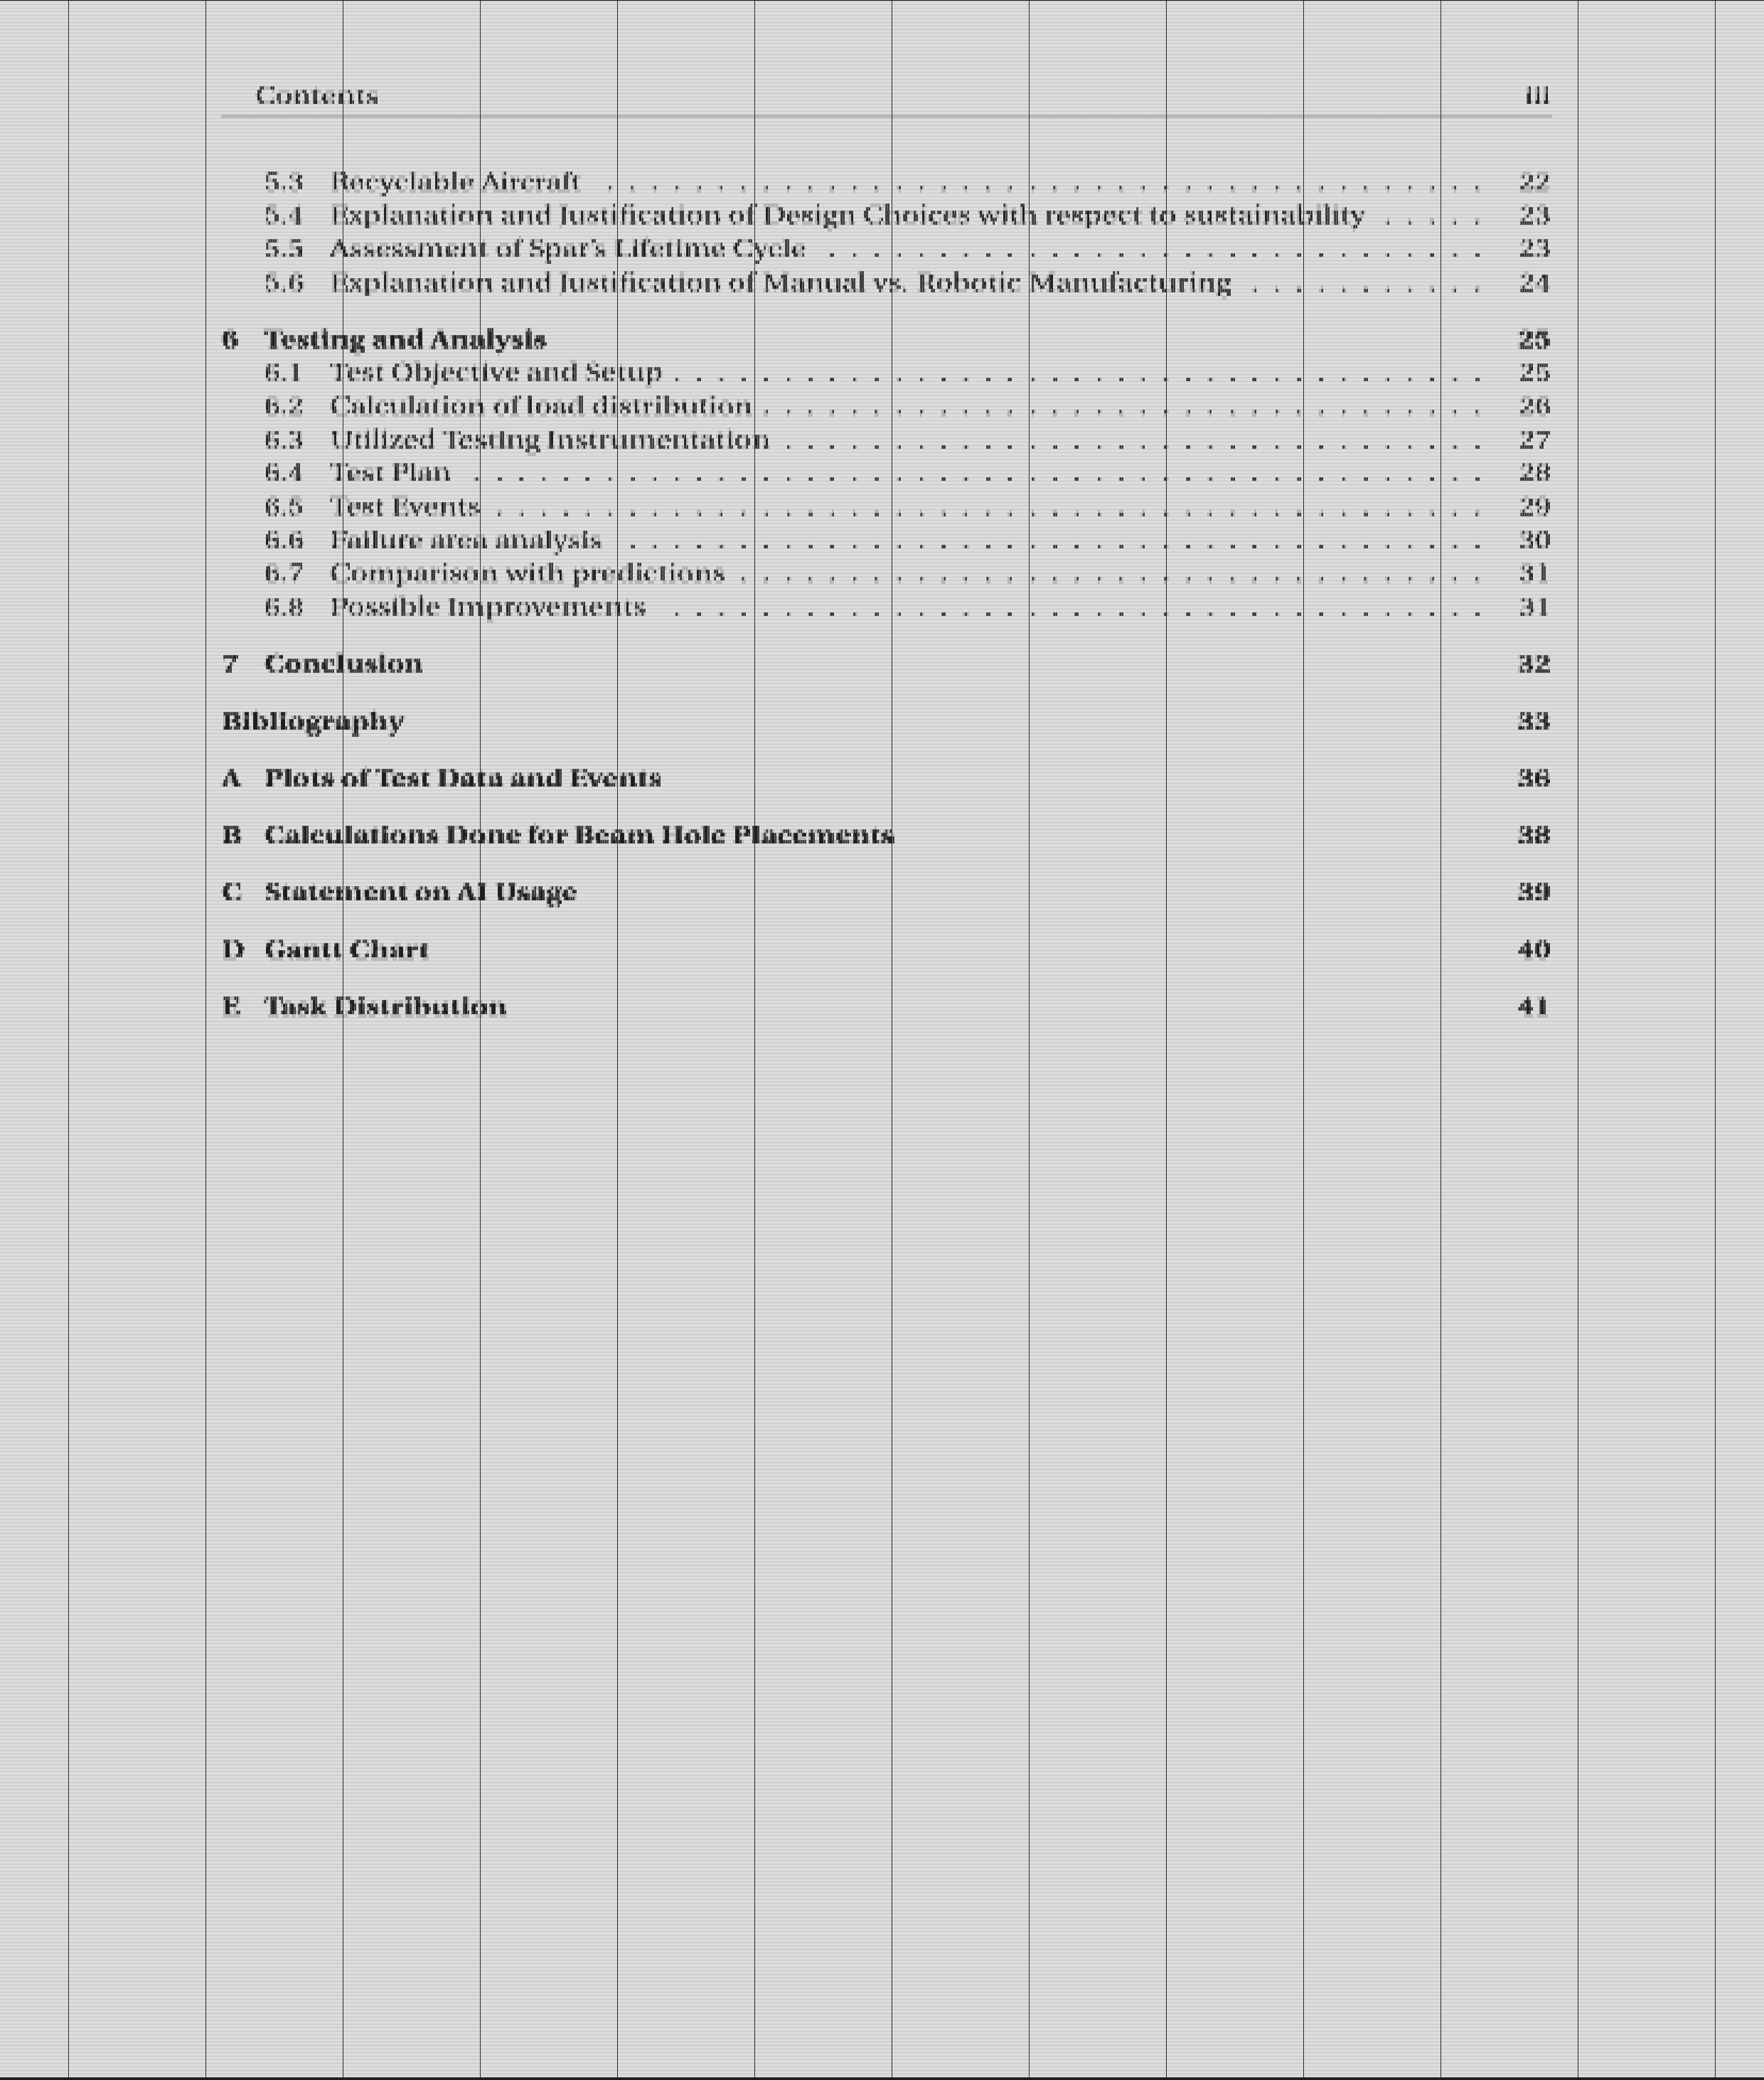 Contents iii
5.3 Recyclable Aircraft . . . . . . . . . . . . . . . . . . . . . . . . . . . . . . . . . . . . . . . . 22
5.4 Explanation and Justification of Design Choices with respect to sustainability . . . . . 23
5.5 Assessment of Spar's Lifetime Cycle . . . . . . . . . . . . . . . . . . . . . . . . . . . . . . 23
5.6 Explanation and Justification of Manual vs. Robotic Manufacturing . . . . . . . . . . . 24
6 Testing and Analysis 25
6.1 Test Objective and Setup . . . . . . . . . . . . . . . . . . . . . . . . . . . . . . . . . . . . . 25
6.2 Calculation of load distribution . . . . . . . . . . . . . . . . . . . . . . . . . . . . . . . . . 26
6.3 Utilized Testing Instrumentation . . . . . . . . . . . . . . . . . . . . . . . . . . . . . . . . 27
6.4 Test Plan . . . . . . . . . . . . . . . . . . . . . . . . . . . . . . . . . . . . . . . . . . . . . . 28
6.5 Test Events . . . . . . . . . . . . . . . . . . . . . . . . . . . . . . . . . . . . . . . . . . . . . 29
6.6 Failure area analysis . . . . . . . . . . . . . . . . . . . . . . . . . . . . . . . . . . . . . . . 30
6.7 Comparison with predictions . . . . . . . . . . . . . . . . . . . . . . . . . . . . . . . . . . 31
6.8 Possible Improvements . . . . . . . . . . . . . . . . . . . . . . . . . . . . . . . . . . . . . 31
7 Conclusion 32
Bibliography 33
A Plots of Test Data and Events 36
B Calculations Done for Beam Hole Placements 38
C Statement on AI Usage 39
D Gantt Chart 40
E Task Distribution 41